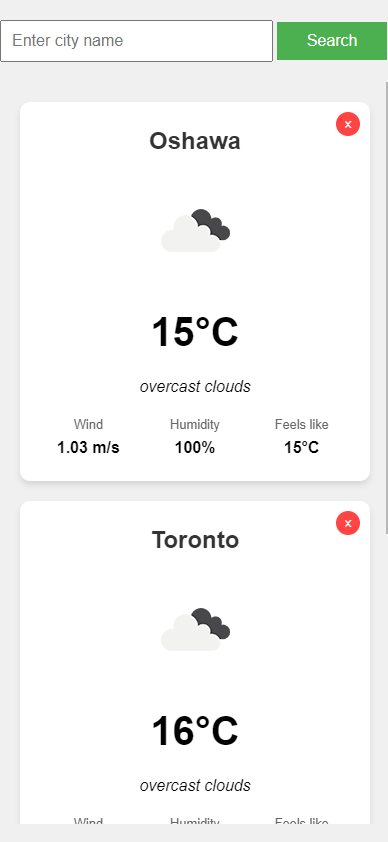 Enter city name Search
x
Oshawa
15°C
overcast clouds
Wind Humidity Feels like
1.03 m/s 100% 15°C
x
Toronto
16°C
overcast clouds
Wind Humidity Feels like